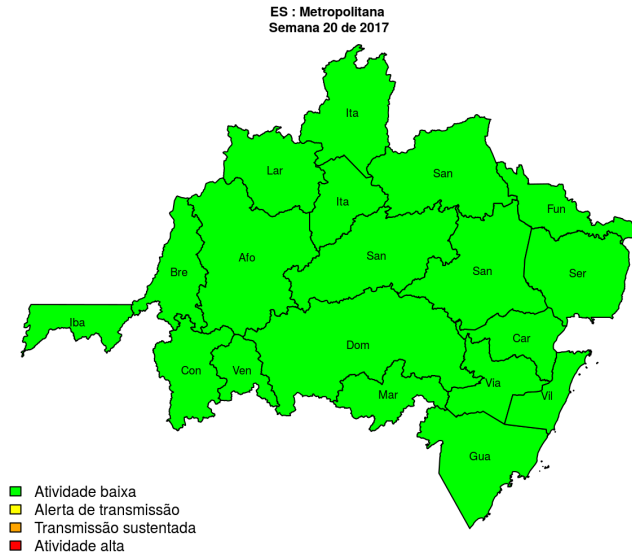 ES : Metropolitana
Semana 20 de 2017
Ita
Lar
San
Ita
Fun
Afo
San
San
Bre
Ser
Iba
Car
Dom
Con
Ven
Via
Mar
Vil
Gua
Atividade baixa
Alerta de transmissão
Transmissão sustentada
Atividade alta